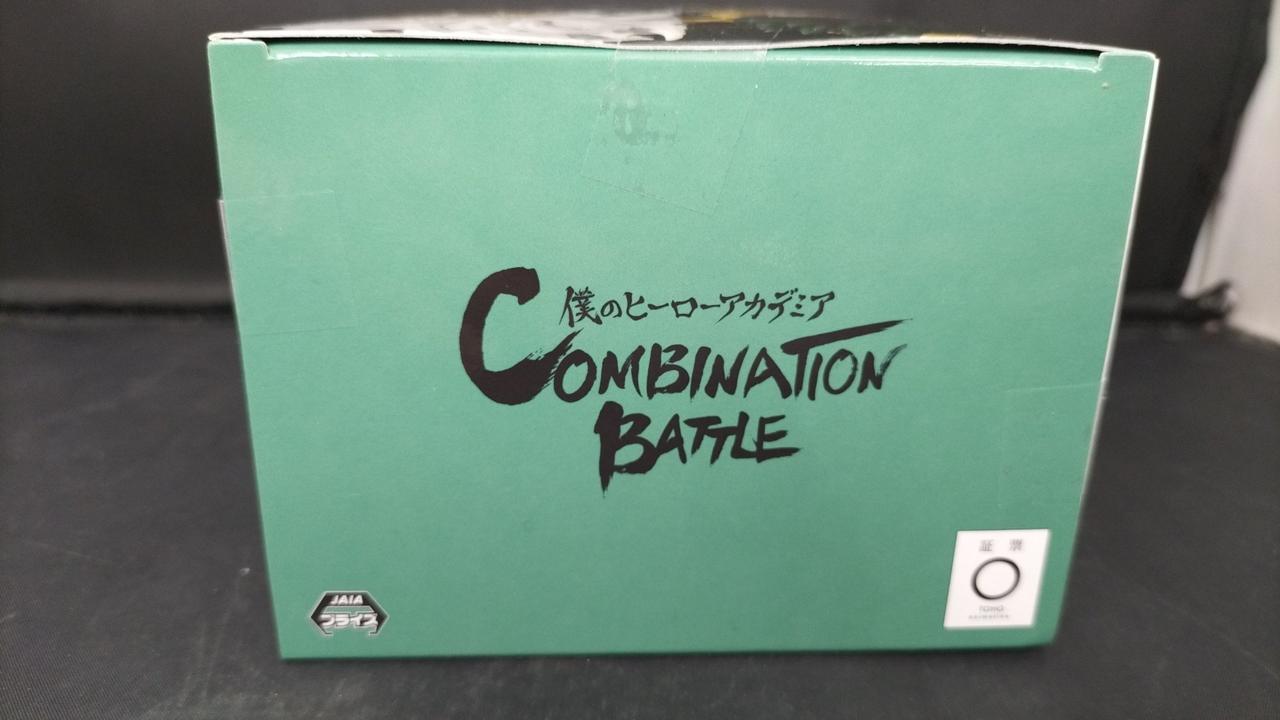 僕のヒーローアカデミア
COMBINATION
BATTLE
JAIA
プライズ
証 票
TOHO
animation